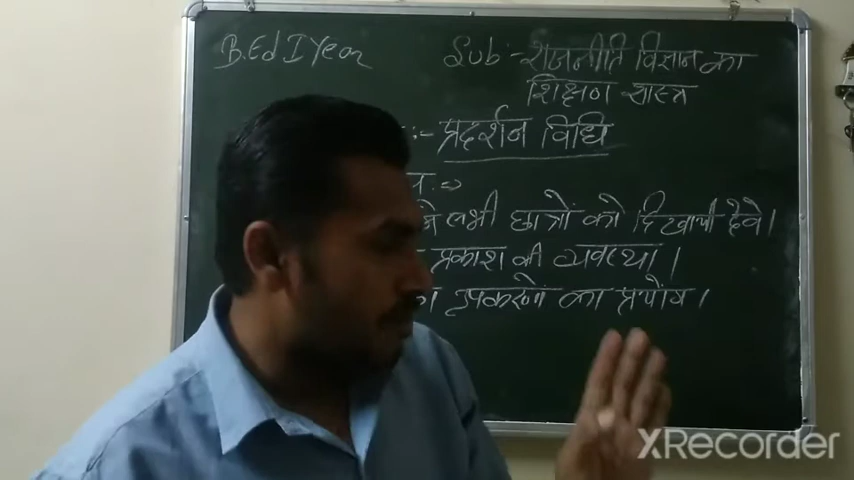 B.Ed I Year
Sub:- राजनीति विज्ञान का
शिक्षण शास्त्र
:- प्रदर्शन विधि
सभी छात्रों को दिखायी देवे।
प्रकाश की व्यवस्था।
उपकरणों का प्रयोग।
XRecorder